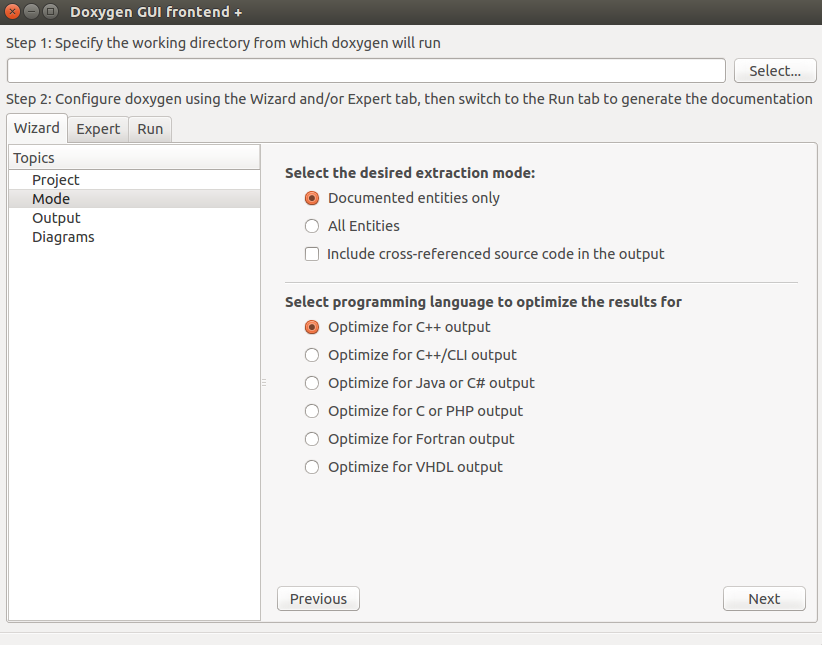 Doxygen GUI frontend +
Step 1: Specify the working directory from which doxygen will run
Select...
Step 2: Configure doxygen using the Wizard and/or Expert tab, then switch to the Run tab to generate the documentation
Wizard Expert Run
Topics
Project
Mode
Output
Diagrams
Select the desired extraction mode:
Documented entities only
All Entities
Include cross-referenced source code in the output
Select programming language to optimize the results for
Optimize for C++ output
Optimize for C++/CLI output
Optimize for Java or C# output
Optimize for C or PHP output
Optimize for Fortran output
Optimize for VHDL output
Previous Next